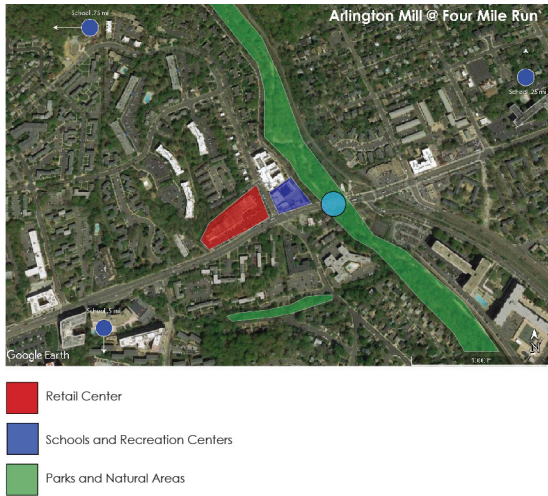 Arlington Mill @ Four Mile Run
School .75 mi
School .25 mi
School .5 mi
Google Earth
N
Retail Center
Schools and Recreation Centers
Parks and Natural Areas